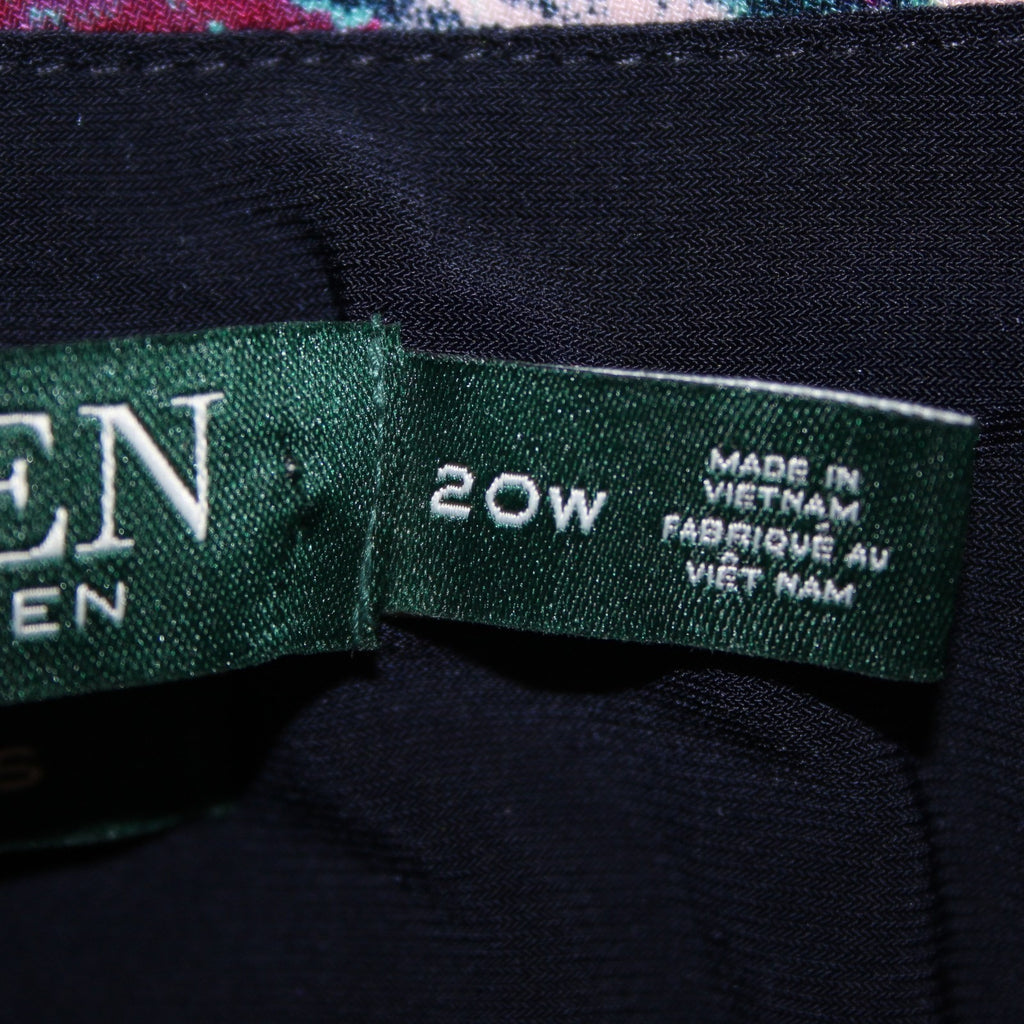 EN
EN
20W
MADE IN
VIETNAM
FABRIQUÉ AU
VIÊT NAM
S